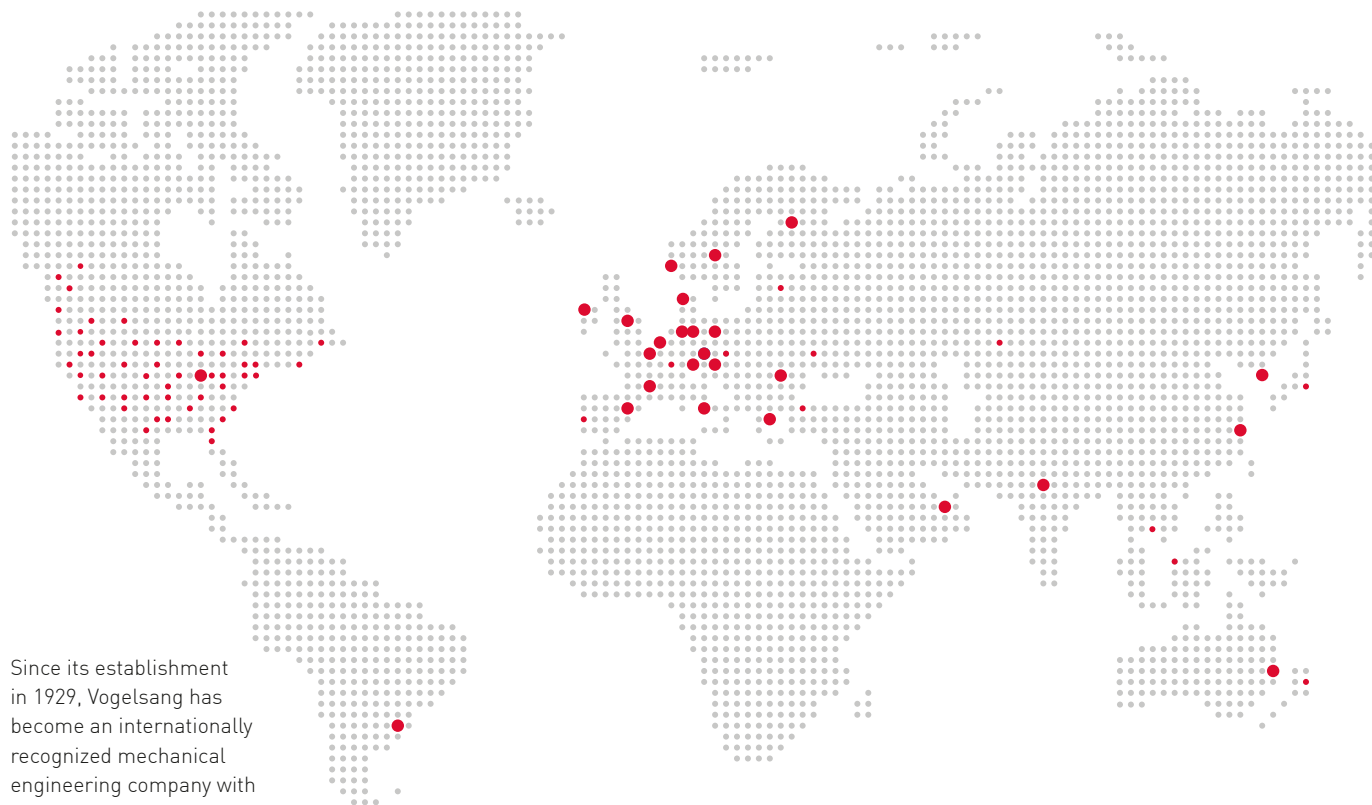 Since its establishment
in 1929, Vogelsang has
become an internationally
recognized mechanical
engineering company with